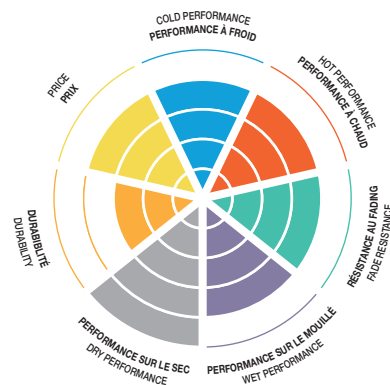 COLD PERFORMANCE
PERFORMANCE À FROID
HOT PERFORMANCE
PERFORMANCE À CHAUD
RÉSISTANCE AU FADING
FADE RESISTANCE
PERFORMANCE SUR LE MOUILLÉ
WET PERFORMANCE
PERFORMANCE SUR LE SEC
DRY PERFORMANCE
DURABIBLITÉ
DURABILITY
PRICE
PRIX